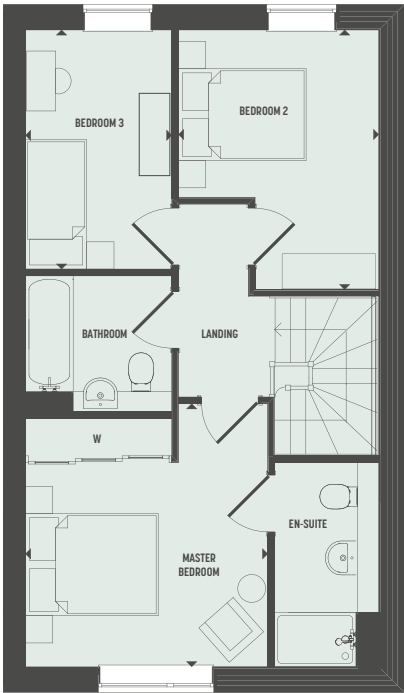 BEDROOM 2
BEDROOM 3
BATHROOM
LANDING
W
EN-SUITE
MASTER
BEDROOM